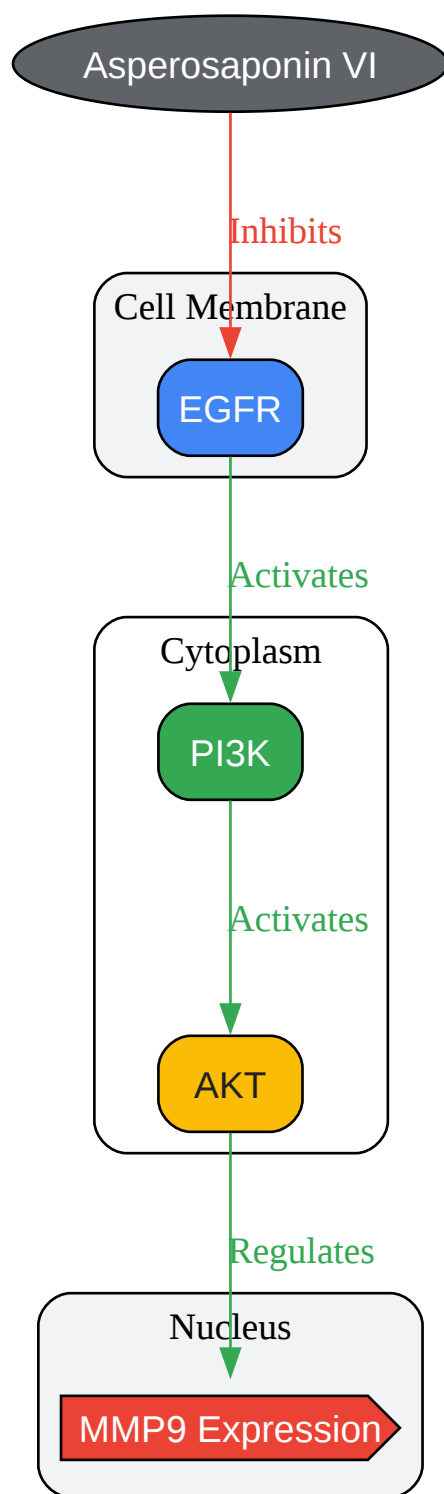 Asperosaponin VI
Inhibits
Cell Membrane
EGFR
Activates
Cytoplasm
PI3K
Activates
AKT
Regulates
Nucleus
MMP9 Expression